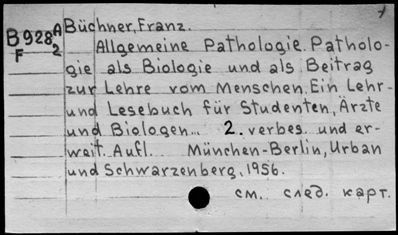 B928 A
F 2
Büchner, Franz.
Allgemeine Pathologie. Patholo-
gie als Biologie und als Beitrag
zur Lehre vom Menschen. Ein Lehr-
und Lesebuch für Studenten, Ärzte
und Biologen... 2. verbes. und er-
weit. Aufl. München-Berlin, Urban
und Schwarzenberg, 1956.
см. след. карт.